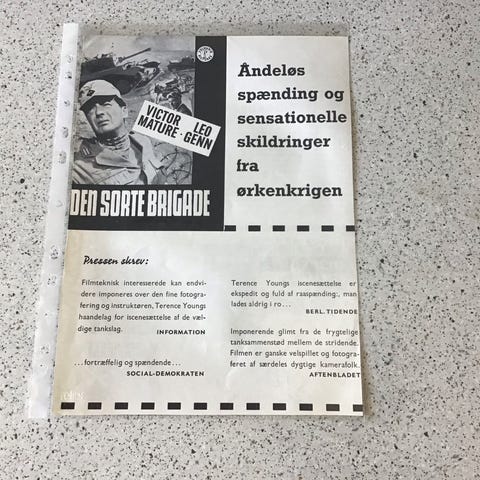 VICTOR MATURE · LEO GENN
DEN SORTE BRIGADE
Åndeløs
spænding og
sensationelle
skildringer
fra
ørkenkrigen
Pressen skrev:
Filmteknisk interesserede kan endvi-
dere imponeres over den fine fotogra-
fering og instruktøren, Terence Youngs
haandelag for iscenesættelse af de væl-
dige tankslag.
INFORMATION
...fortræffelig og spændende...
SOCIAL-DEMOKRATEN
Terence Youngs iscenesættelse er
ekspedit og fuld af raaspænding:, man
lades aldrig i ro...
BERL. TIDENDE
Imponerende glimt fra de frygtelige
tanksammenstød mellem de stridende.
Filmen er ganske velspillet og fotogra-
feret af særdeles dygtige kamerafolk.
AFTENBLADET